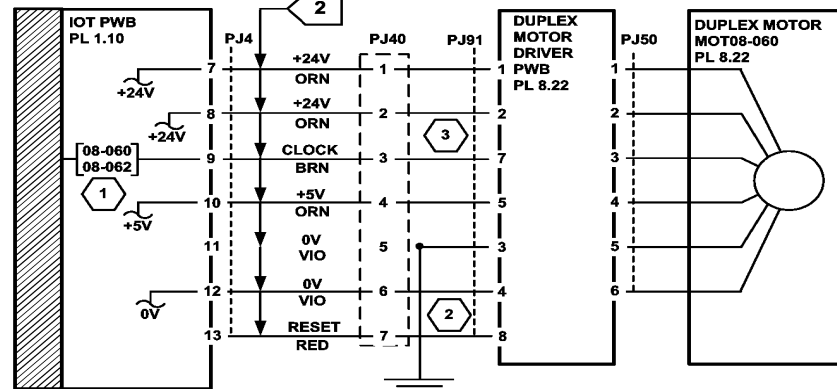 2
IOT PWB
PL 1.10
PJ4
PJ40
PJ91
DUPLEX
MOTOR
DRIVER
PWB
PL 8.22
PJ50
DUPLEX MOTOR
MOT08-060
PL 8.22
+24V
7
+24V
ORN
1
1
1
+24V
8
+24V
ORN
2
2
2
3
08-060
08-062
1
9
CLOCK
BRN
3
7
3
+5V
10
+5V
ORN
4
5
4
11
0V
VIO
5
3
5
0V
12
0V
VIO
6
4
6
2
13
RESET
RED
7
8